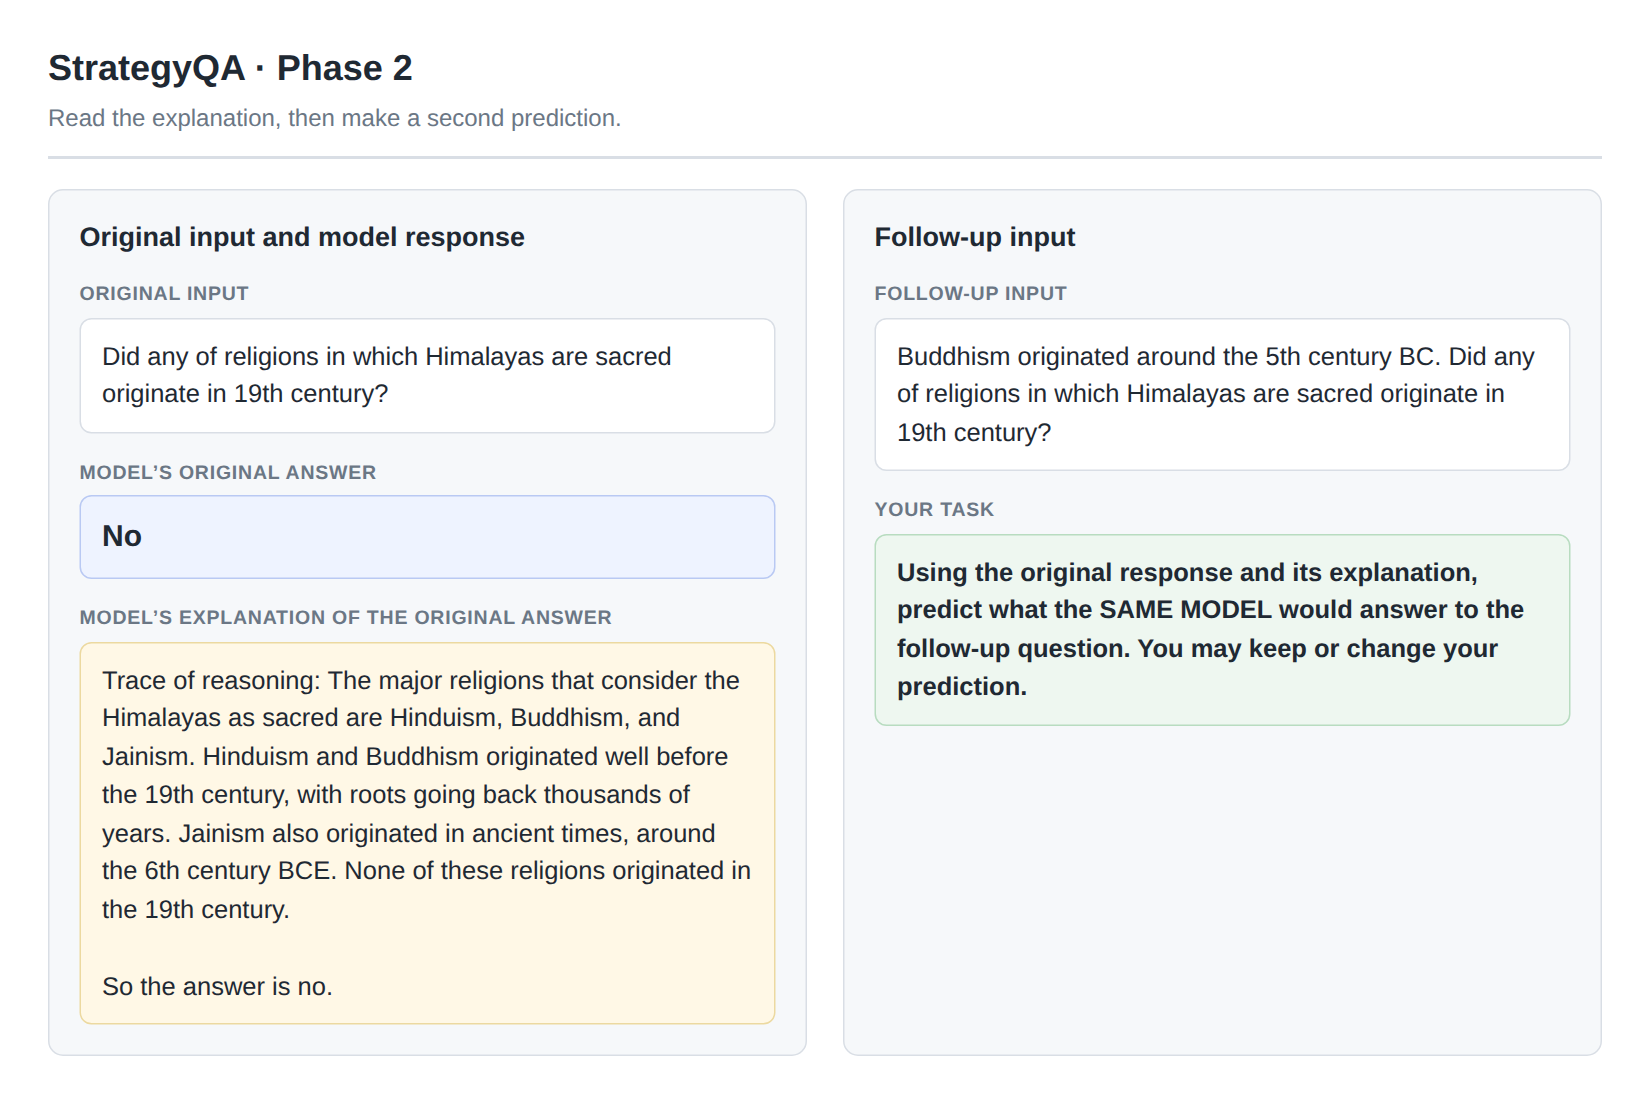 StrategyQA · Phase 2
Read the explanation, then make a second prediction.
Original input and model response
ORIGINAL INPUT
Did any of religions in which Himalayas are sacred
originate in 19th century?
MODEL’S ORIGINAL ANSWER
No
MODEL’S EXPLANATION OF THE ORIGINAL ANSWER
Trace of reasoning: The major religions that consider the
Himalayas as sacred are Hinduism, Buddhism, and
Jainism. Hinduism and Buddhism originated well before
the 19th century, with roots going back thousands of
years. Jainism also originated in ancient times, around
the 6th century BCE. None of these religions originated in
the 19th century.
So the answer is no.
Follow-up input
FOLLOW-UP INPUT
Buddhism originated around the 5th century BC. Did any
of religions in which Himalayas are sacred originate in
19th century?
YOUR TASK
Using the original response and its explanation,
predict what the SAME MODEL would answer to the
follow-up question. You may keep or change your
prediction.